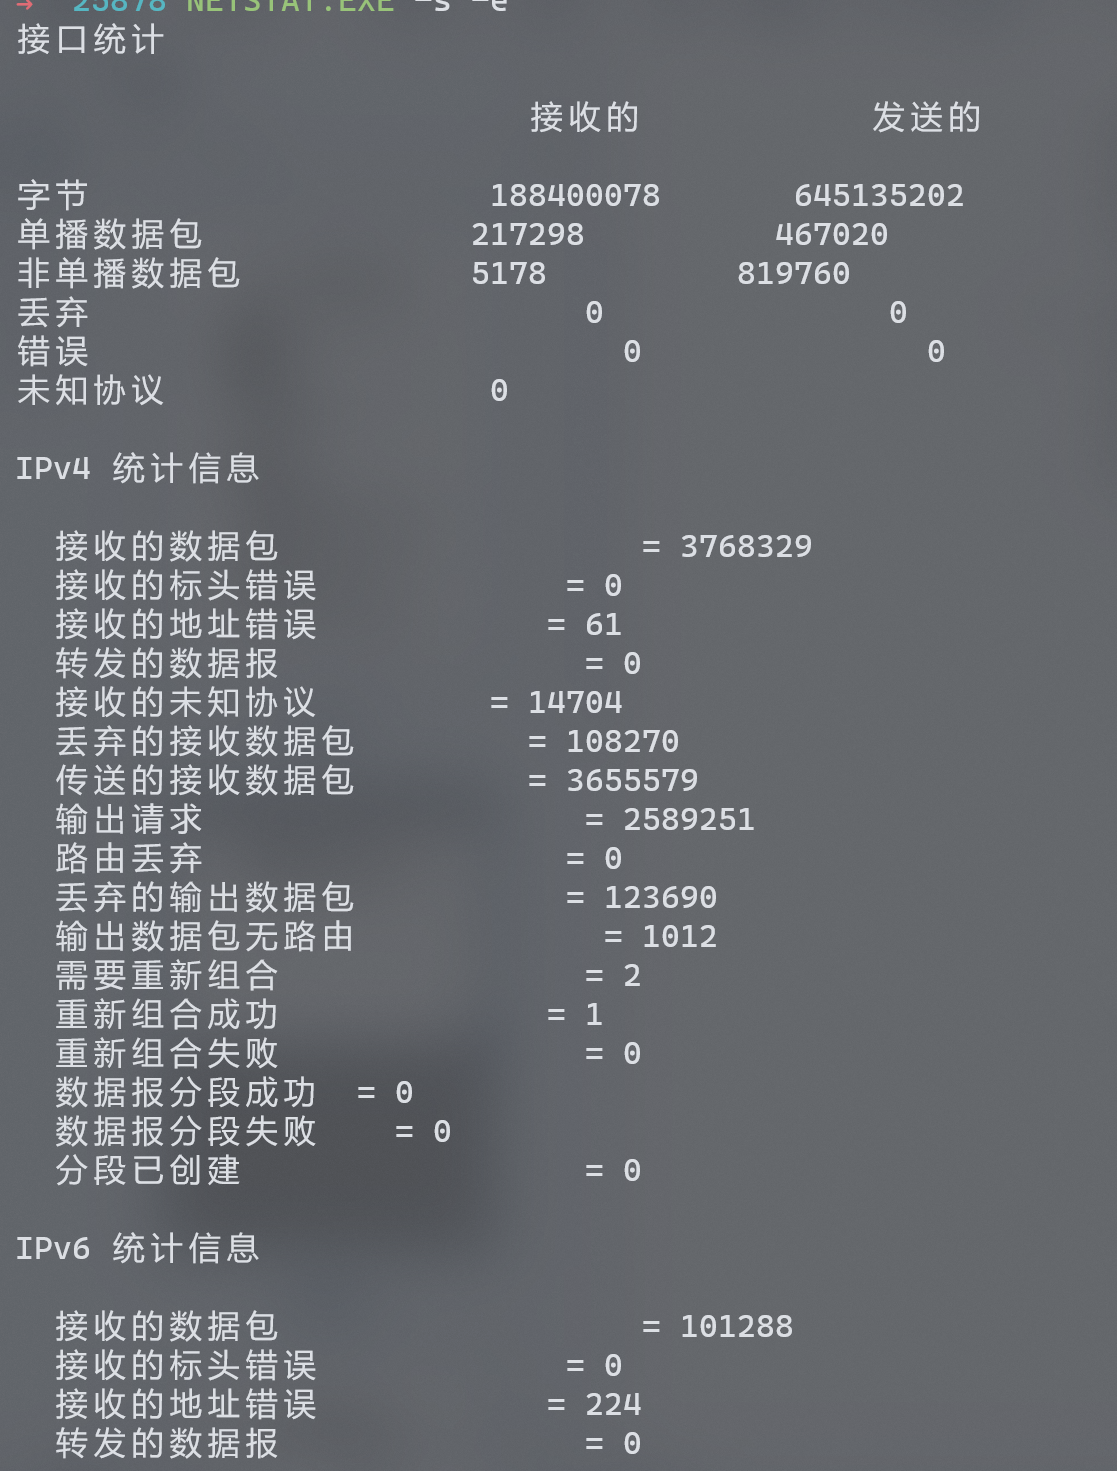 → 25878 NETSTAT.EXE -s -e
接口统计
接收的 发送的
字节 188400078 645135202
单播数据包 217298 467020
非单播数据包 5178 819760
丢弃 0 0
错误 0 0
未知协议 0
IPv4 统计信息
接收的数据包 = 3768329
接收的标头错误 = 0
接收的地址错误 = 61
转发的数据报 = 0
接收的未知协议 = 14704
丢弃的接收数据包 = 108270
传送的接收数据包 = 3655579
输出请求 = 2589251
路由丢弃 = 0
丢弃的输出数据包 = 123690
输出数据包无路由 = 1012
需要重新组合 = 2
重新组合成功 = 1
重新组合失败 = 0
数据报分段成功 = 0
数据报分段失败 = 0
分段已创建 = 0
IPv6 统计信息
接收的数据包 = 101288
接收的标头错误 = 0
接收的地址错误 = 224
转发的数据报 = 0